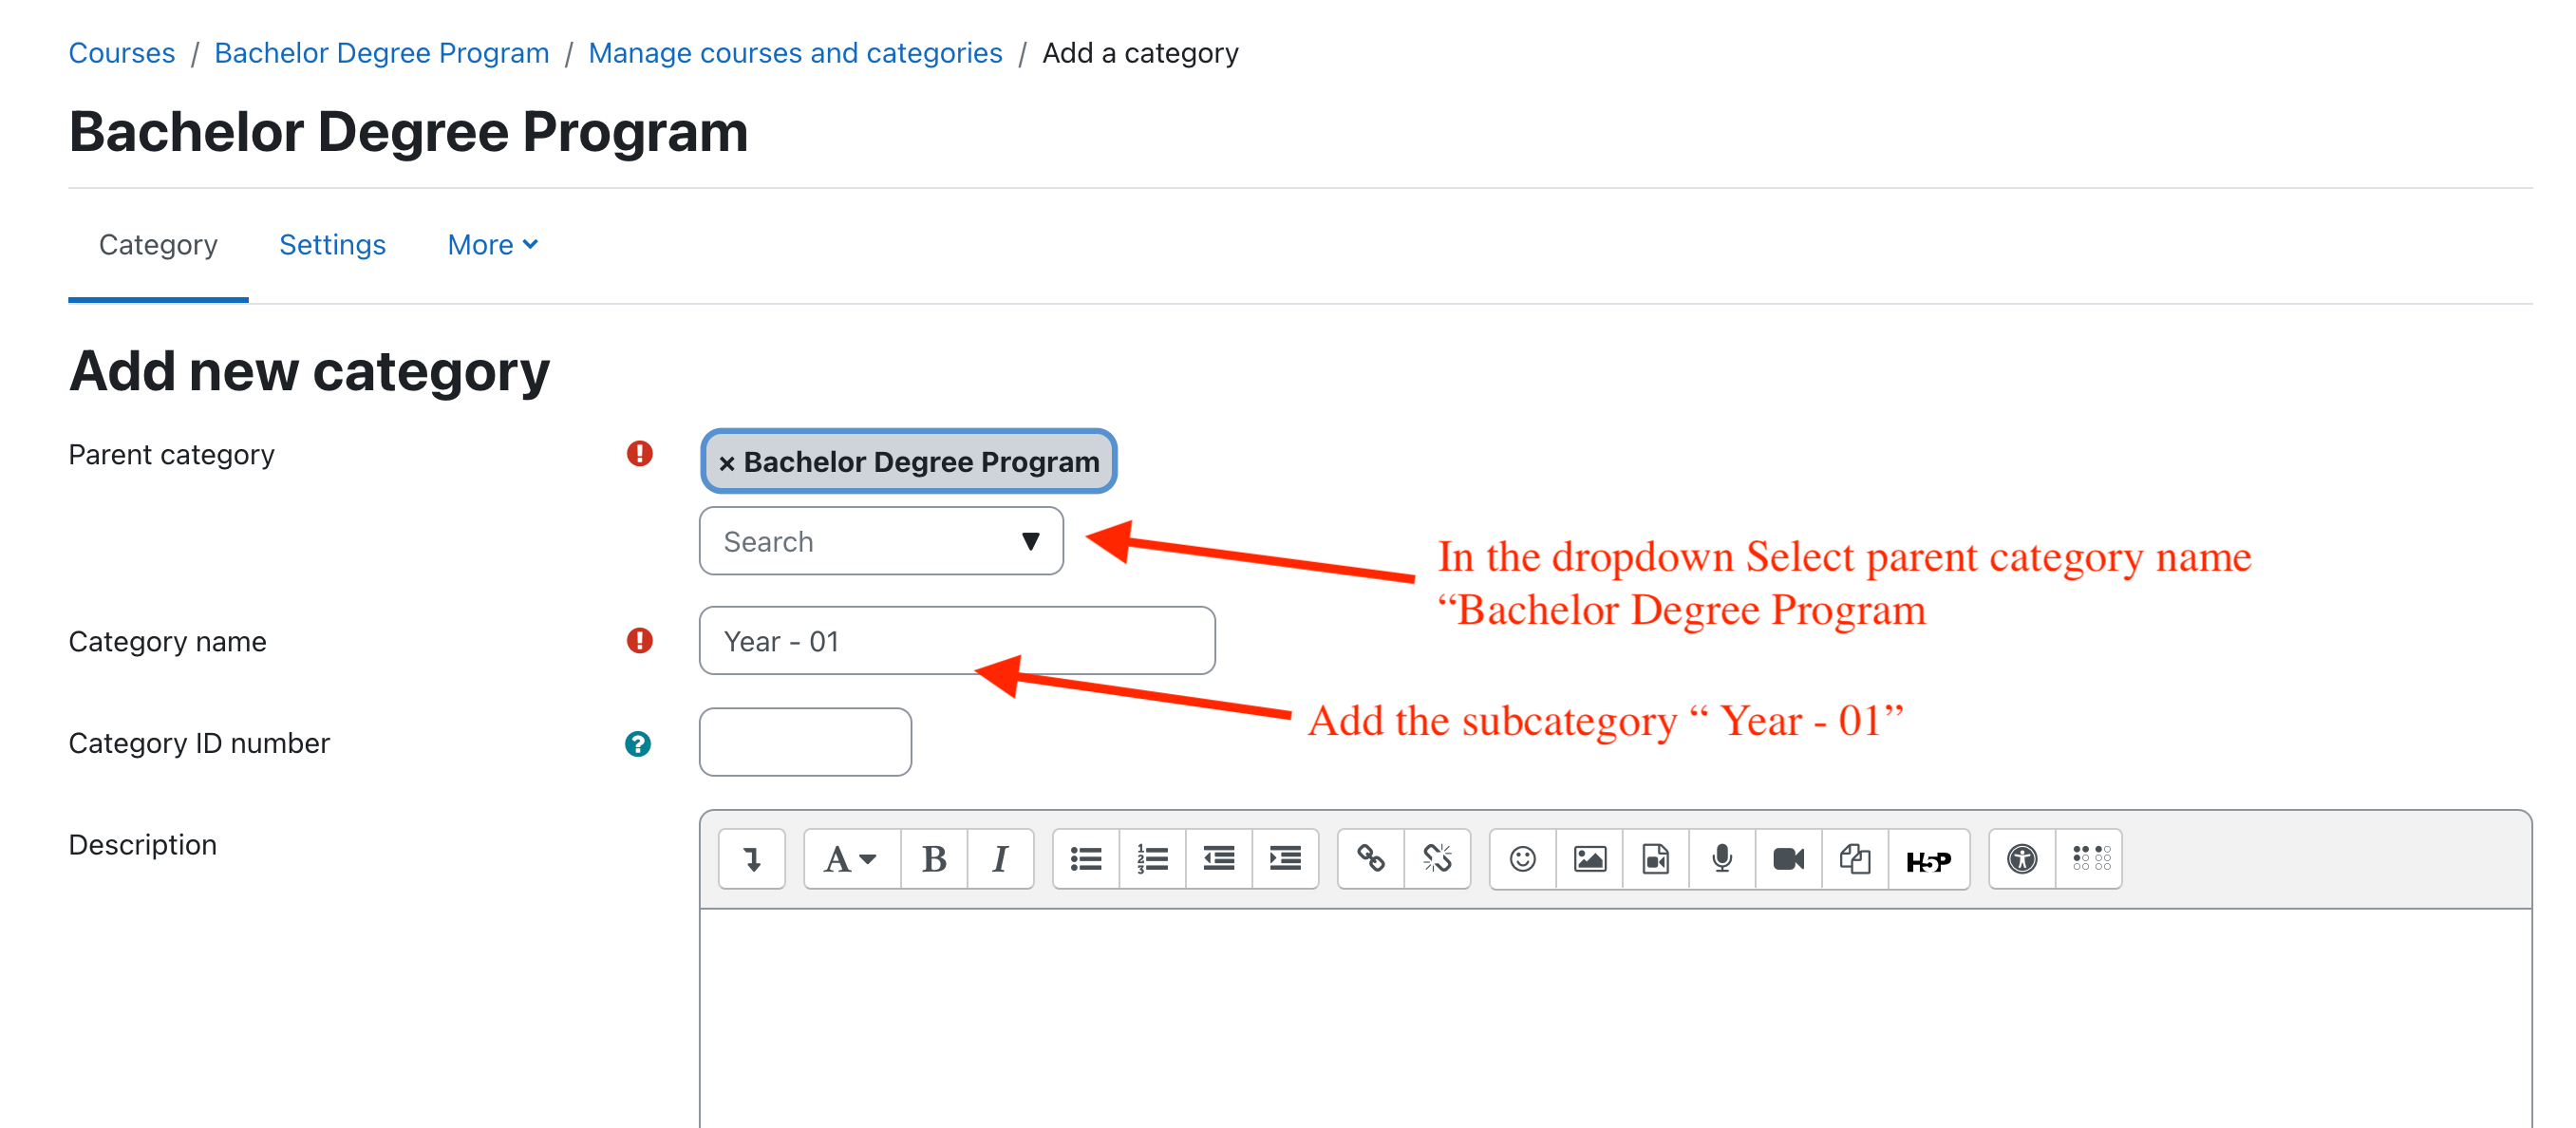 Courses / Bachelor Degree Program / Manage courses and categories / Add a category
Bachelor Degree Program
Category Settings More
Add new category
Parent category
× Bachelor Degree Program
Search
In the dropdown Select parent category name
“Bachelor Degree Program
Category name
Year - 01
Add the subcategory “ Year - 01”
Category ID number
Description
A B I H5P